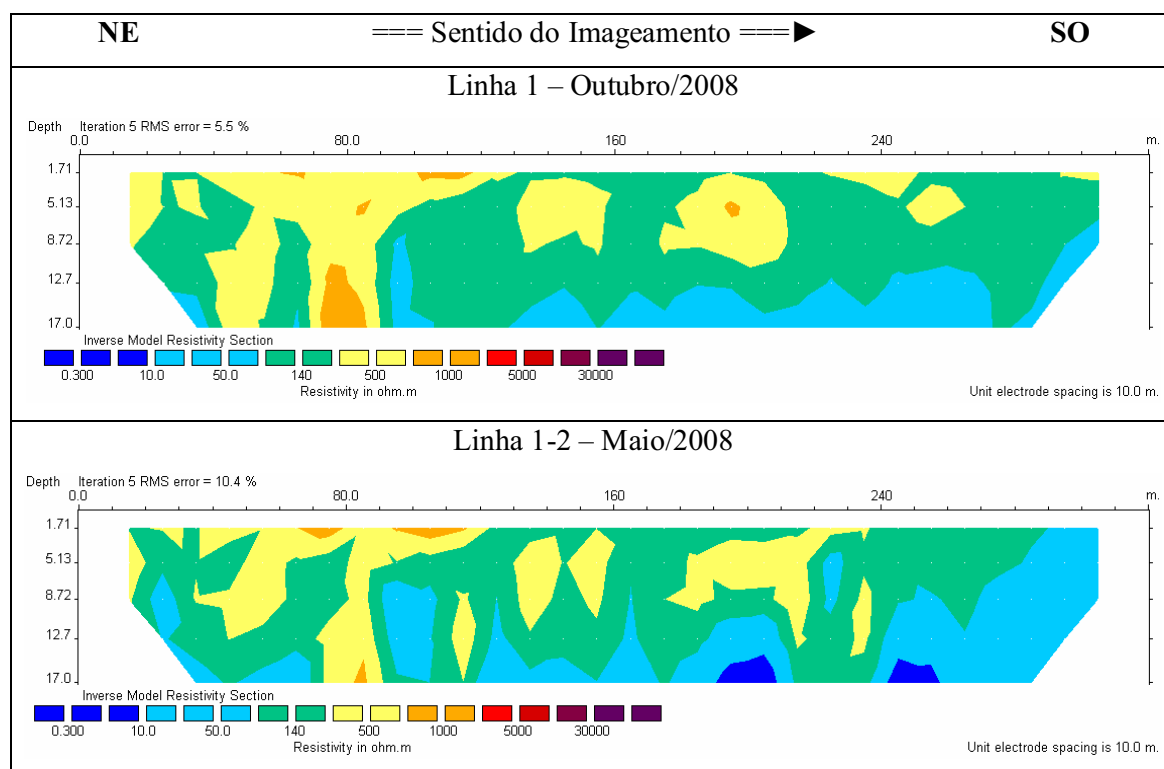 NE === Sentido do Imageamento ===► SO
Linha 1 – Outubro/2008
Depth Iteration 5 RMS error = 5.5 %
0.0 80.0 160 240 m.
1.71
5.13
8.72
12.7
17.0
Inverse Model Resistivity Section
0.300 10.0 50.0 140 500 1000 5000 30000
Resistivity in ohm.m Unit electrode spacing is 10.0 m.
Linha 1-2 – Maio/2008
Depth Iteration 5 RMS error = 10.4 %
0.0 80.0 160 240 m.
1.71
5.13
8.72
12.7
17.0
Inverse Model Resistivity Section
0.300 10.0 50.0 140 500 1000 5000 30000
Resistivity in ohm.m Unit electrode spacing is 10.0 m.